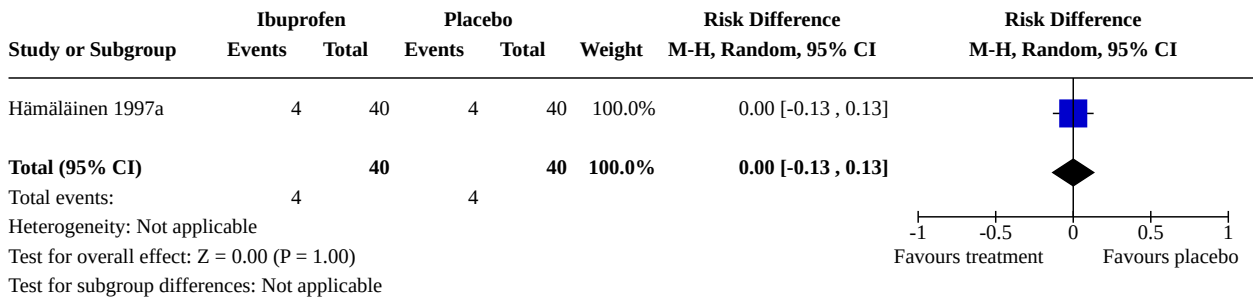 Ibuprofen Placebo Risk Difference Risk Difference
Study or Subgroup Events Total Events Total Weight M-H, Random, 95% CI M-H, Random, 95% CI
Hämäläinen 1997a 4 40 4 40 100.0% 0.00 [-0.13 , 0.13]
Total (95% CI) 40 40 100.0% 0.00 [-0.13 , 0.13]
Total events: 4 4
Heterogeneity: Not applicable
-1 -0.5 0 0.5 1
Test for overall effect: Z = 0.00 (P = 1.00)
Favours treatment Favours placebo
Test for subgroup differences: Not applicable